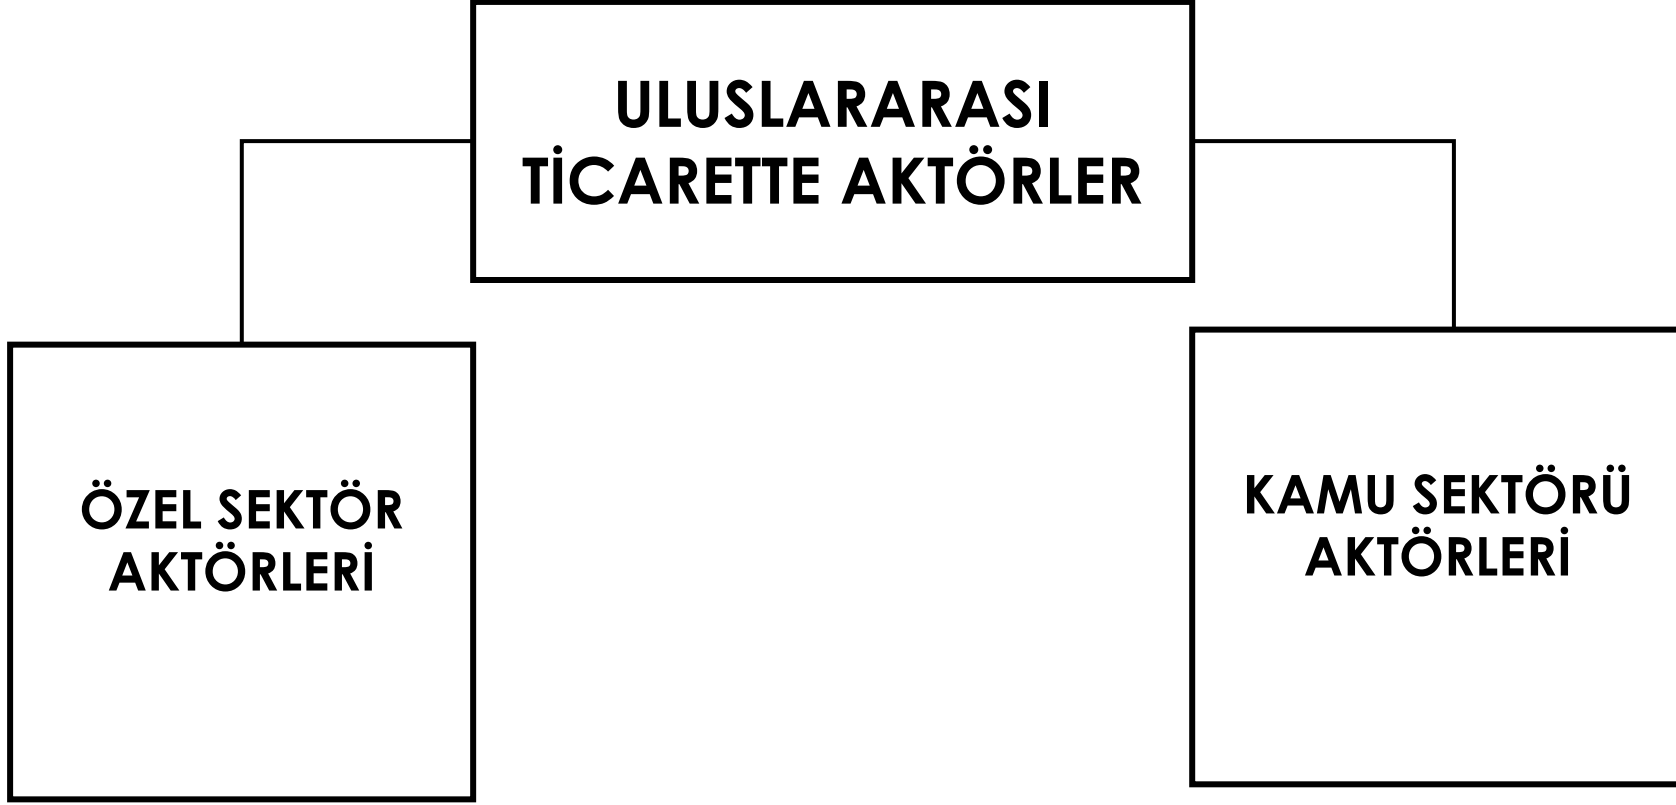 ULUSLARARASI
TİCARETTE AKTÖRLER
ÖZEL SEKTÖR
AKTÖRLERİ
KAMU SEKTÖRÜ
AKTÖRLERİ